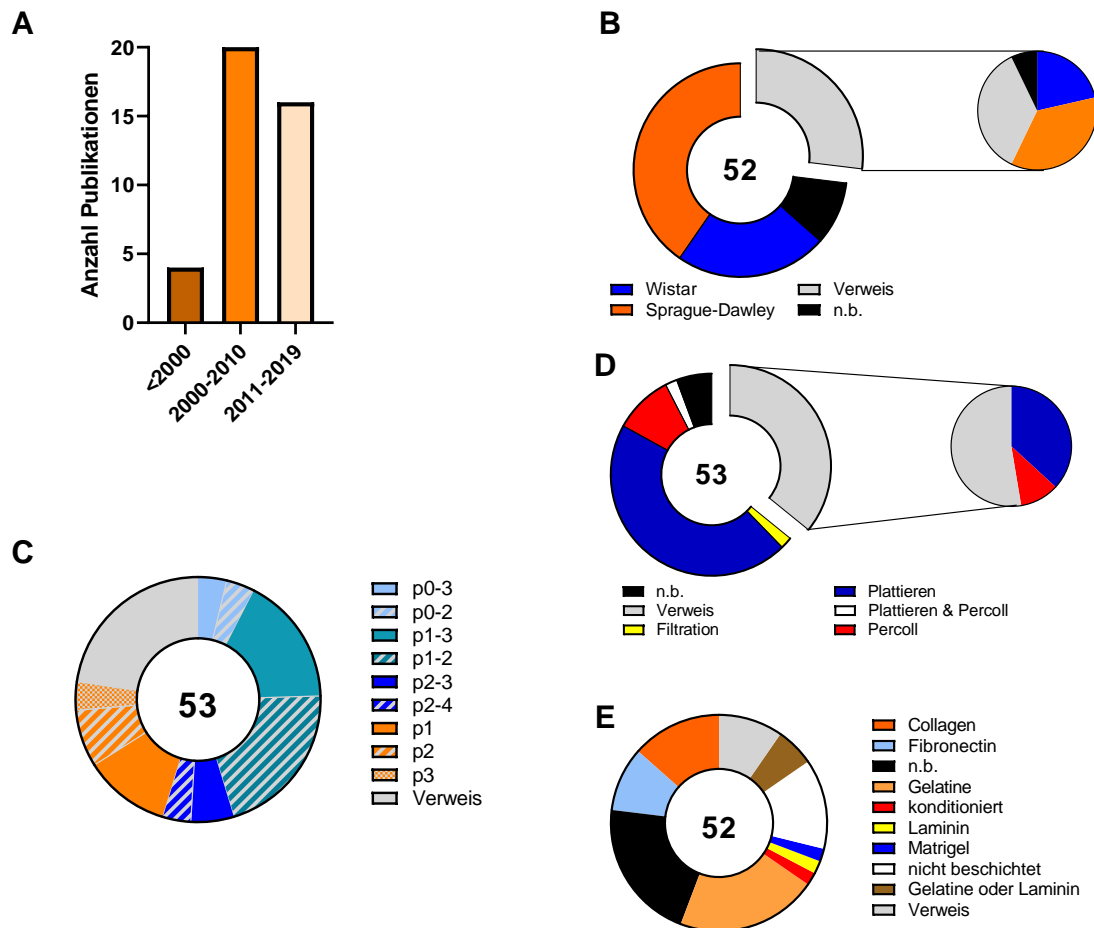 A
Anzahl Publikationen
20
15
10
5
0
<2000
2000-2010
2011-2019
B
52
Wistar
Sprague-Dawley
Verweis
n.b.
D
53
n.b.
Verweis
Filtration
Plattieren
Plattieren & Percoll
Percoll
C
53
p0-3
p0-2
p1-3
p1-2
p2-3
p2-4
p1
p2
p3
Verweis
E
52
Collagen
Fibronectin
n.b.
Gelatine
konditioniert
Laminin
Matrigel
nicht beschichtet
Gelatine oder Laminin
Verweis